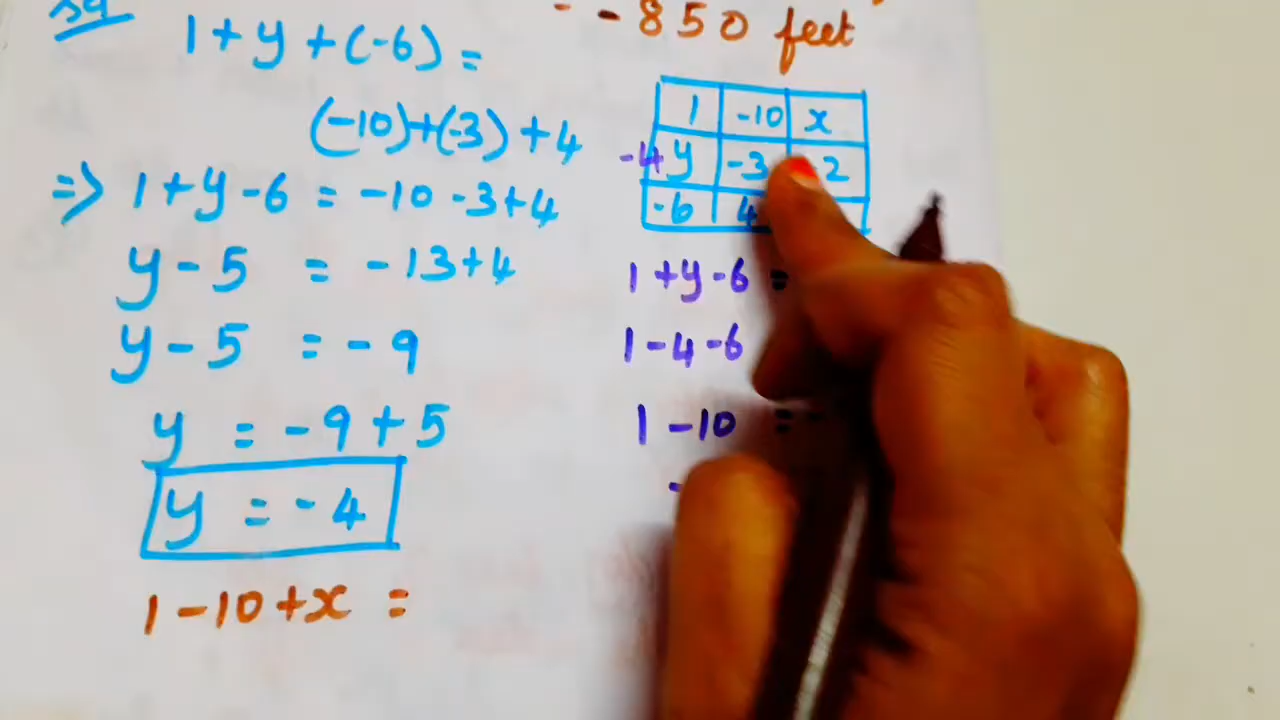 - - 850 feet
1 + y + (-6) =
(-10) + (-3) + 4
=> 1 + y - 6 = -10 - 3 + 4
y - 5 = -13 + 4
y - 5 = -9
y = -9 + 5
y = -4
1 - 10 + x =
1 -10 x
-4 y -3 -2
-6 4
1 + y - 6 =
1 - 4 - 6
1 - 10 =
-